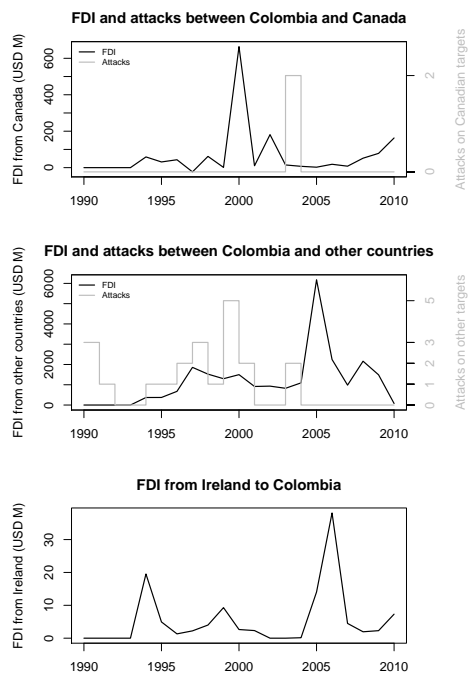 FDI and attacks between Colombia and Canada
FDI from Canada (USD M)
0 200 400 600
FDI
Attacks
0 2
Attacks on Canadian targets
1990 1995 2000 2005 2010
FDI and attacks between Colombia and other countries
FDI from other countries (USD M)
0 2000 4000 6000
FDI
Attacks
0 1 2 3 5
Attacks on other targets
1990 1995 2000 2005 2010
FDI from Ireland to Colombia
FDI from Ireland (USD M)
0 10 20 30
1990 1995 2000 2005 2010